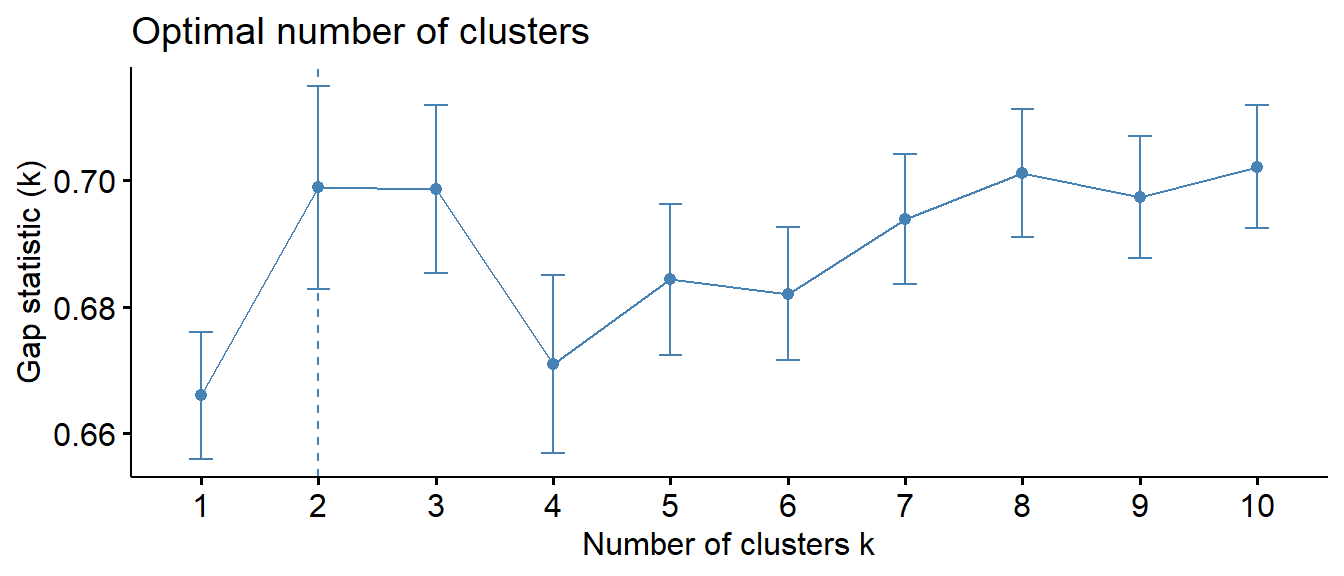 Optimal number of clusters
Gap statistic (k)
0.70
0.68
0.66
1 2 3 4 5 6 7 8 9 10
Number of clusters k